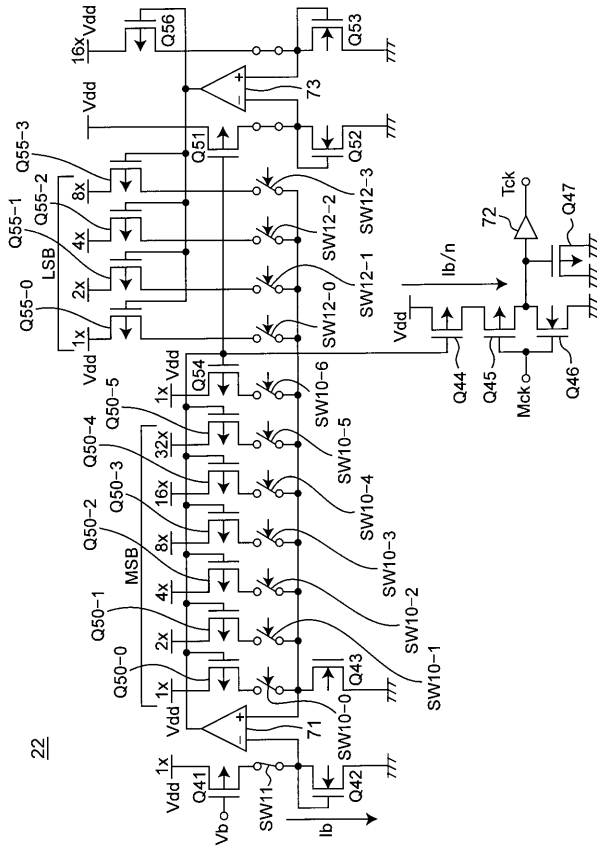 22
Vdd
1x
Q41
Vb
SW11
Ib
Q42
71
Vdd
MSB
1x
2x
4x
8x
16x
32x
1x
Vdd
Q50-0
Q50-1
Q50-2
Q50-3
Q50-4
Q50-5
Q54
SW10-0
SW10-1
SW10-2
SW10-3
SW10-4
SW10-5
SW10-6
Q43
LSB
Vdd
1x
2x
4x
8x
Q55-0
Q55-1
Q55-2
Q55-3
SW12-0
SW12-1
SW12-2
SW12-3
Vdd
Q51
Q52
73
16x
Vdd
Q56
Q53
Vdd
Ib/n
Q44
Q45
Mck
Q46
72
Tck
Q47